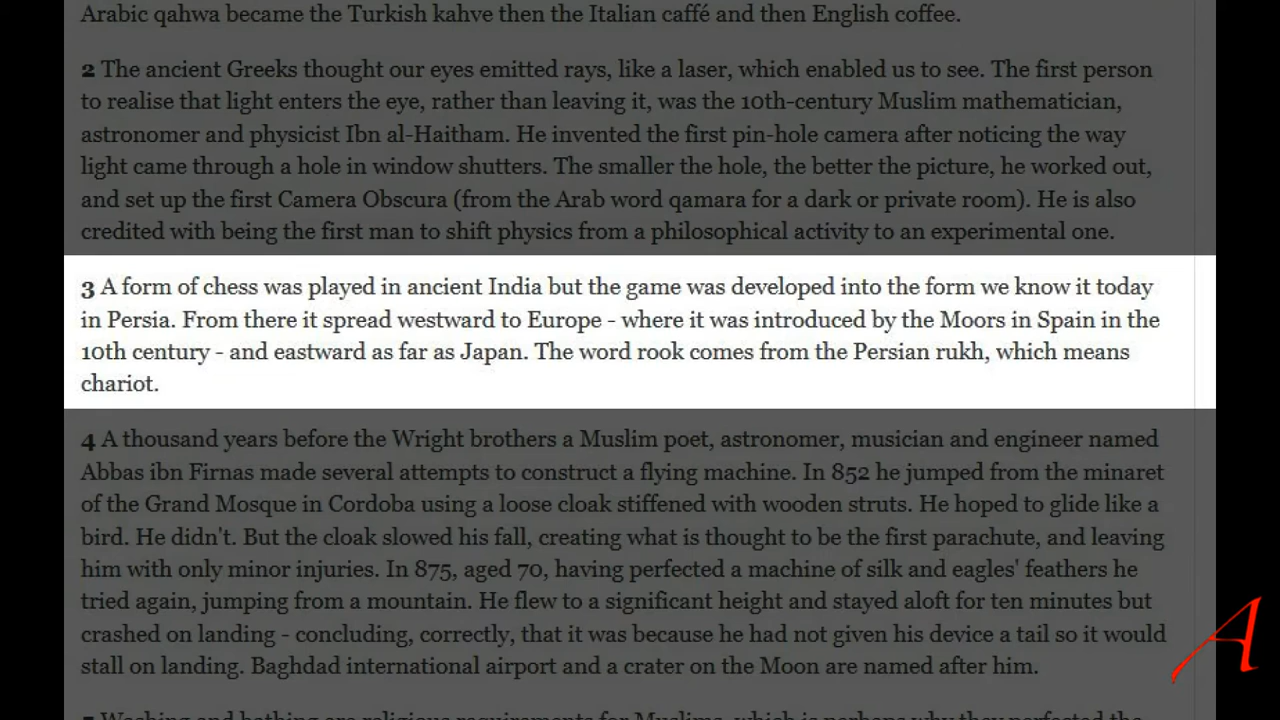 Arabic qahwa became the Turkish kahve then the Italian caffé and then English coffee.
2 The ancient Greeks thought our eyes emitted rays, like a laser, which enabled us to see. The first person
to realise that light enters the eye, rather than leaving it, was the 10th-century Muslim mathematician,
astronomer and physicist Ibn al-Haitham. He invented the first pin-hole camera after noticing the way
light came through a hole in window shutters. The smaller the hole, the better the picture, he worked out,
and set up the first Camera Obscura (from the Arab word qamara for a dark or private room). He is also
credited with being the first man to shift physics from a philosophical activity to an experimental one.
3 A form of chess was played in ancient India but the game was developed into the form we know it today
in Persia. From there it spread westward to Europe - where it was introduced by the Moors in Spain in the
10th century - and eastward as far as Japan. The word rook comes from the Persian rukh, which means
chariot.
4 A thousand years before the Wright brothers a Muslim poet, astronomer, musician and engineer named
Abbas ibn Firnas made several attempts to construct a flying machine. In 852 he jumped from the minaret
of the Grand Mosque in Cordoba using a loose cloak stiffened with wooden struts. He hoped to glide like a
bird. He didn't. But the cloak slowed his fall, creating what is thought to be the first parachute, and leaving
him with only minor injuries. In 875, aged 70, having perfected a machine of silk and eagles' feathers he
tried again, jumping from a mountain. He flew to a significant height and stayed aloft for ten minutes but
crashed on landing - concluding, correctly, that it was because he had not given his device a tail so it would
stall on landing. Baghdad international airport and a crater on the Moon are named after him.
5 Washing and bathing are religious requirements for Muslims, which is perhaps why they perfected the
A